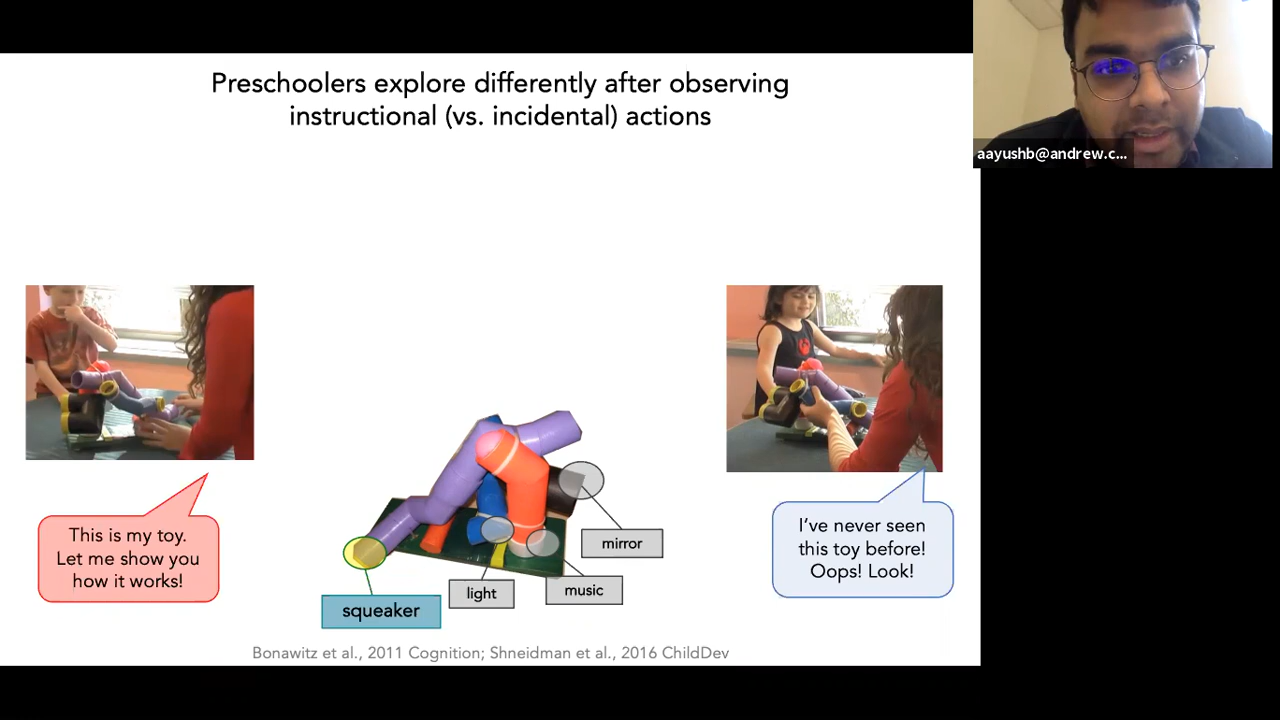 Preschoolers explore differently after observing
instructional (vs. incidental) actions
aayushb@andrew.c...
This is my toy.
Let me show you
how it works!
I've never seen
this toy before!
Oops! Look!
mirror
light
music
squeaker
Bonawitz et al., 2011 Cognition; Shneidman et al., 2016 ChildDev